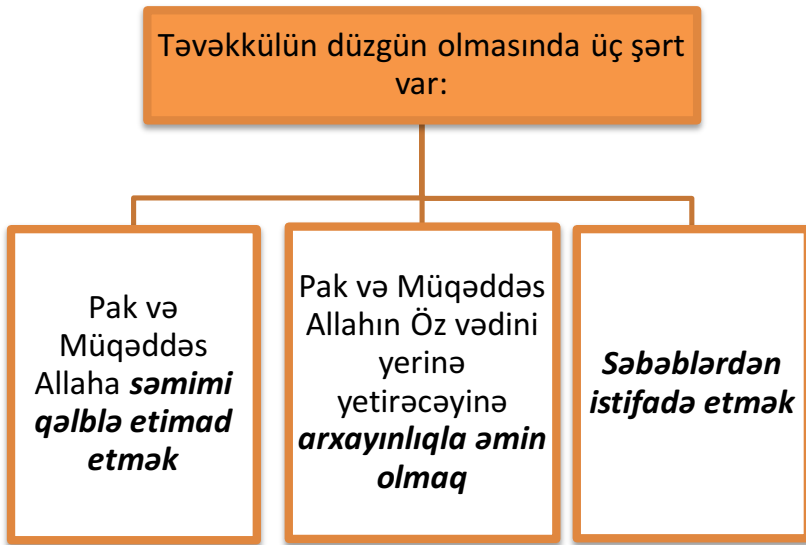 Təvəkkülün düzgün olmasında üç şərt
var:
Pak və
Müqəddəs
Allaha səmimi
qəlblə etimad
etmək
Pak və Müqəddəs
Allahın Öz vədini
yerinə
yetirəcəyinə
arxayınlıqla əmin
olmaq
Səbəblərdən
istifadə etmək